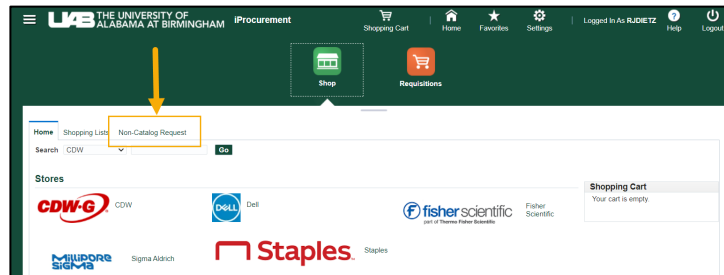 UAB THE UNIVERSITY OF
ALABAMA AT BIRMINGHAM
iProcurement
Shopping Cart
Home
Favorites
Settings
Logged In As RJDIETZ
Help
Logout
Shop
Requisitions
Home
Shopping Lists
Non-Catalog Request
Search CDW Go
Stores
Shopping Cart
Your cart is empty.
CDW•G
CDW
DELL
Dell
fisher scientific
part of Thermo Fisher Scientific
Fisher
Scientific
Millipore
Sigma
Sigma Aldrich
Staples
Staples